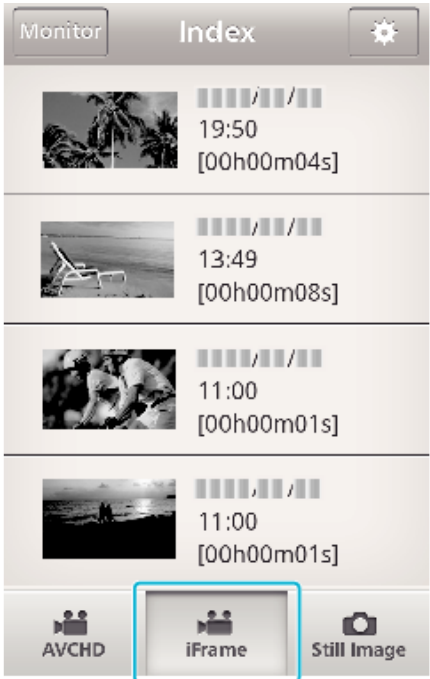 Monitor
Index
19:50
[00h00m04s]
13:49
[00h00m08s]
11:00
[00h00m01s]
11:00
[00h00m01s]
AVCHD
iFrame
Still Image